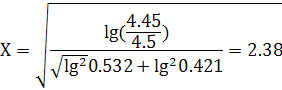 X = √(lg(4.45/4.5) / (√lg²0.532 + lg²0.421)) = 2.38